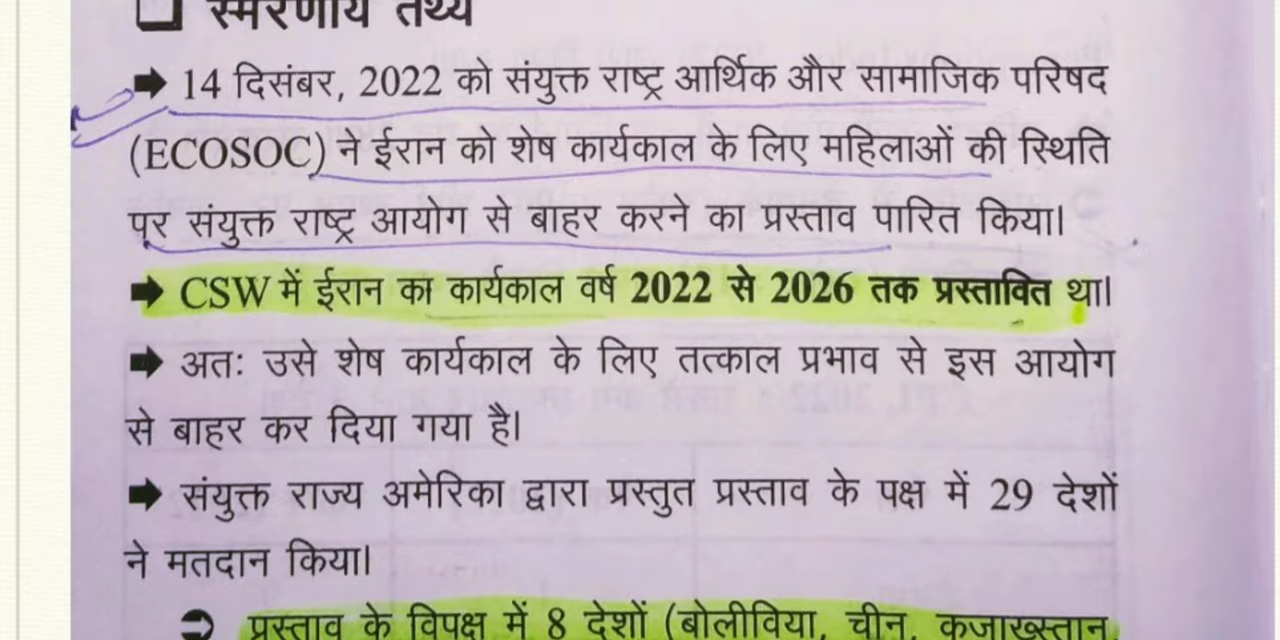 ❑ स्मरणीय तथ्य
➡ 14 दिसंबर, 2022 को संयुक्त राष्ट्र आर्थिक और सामाजिक परिषद
(ECOSOC) ने ईरान को शेष कार्यकाल के लिए महिलाओं की स्थिति
पर संयुक्त राष्ट्र आयोग से बाहर करने का प्रस्ताव पारित किया।
➡ CSW में ईरान का कार्यकाल वर्ष 2022 से 2026 तक प्रस्तावित था।
➡ अतः उसे शेष कार्यकाल के लिए तत्काल प्रभाव से इस आयोग
से बाहर कर दिया गया है।
➡ संयुक्त राज्य अमेरिका द्वारा प्रस्तुत प्रस्ताव के पक्ष में 29 देशों
ने मतदान किया।
➲ प्रस्ताव के विपक्ष में 8 देशों (बोलीविया, चीन, कजाख्स्तान,